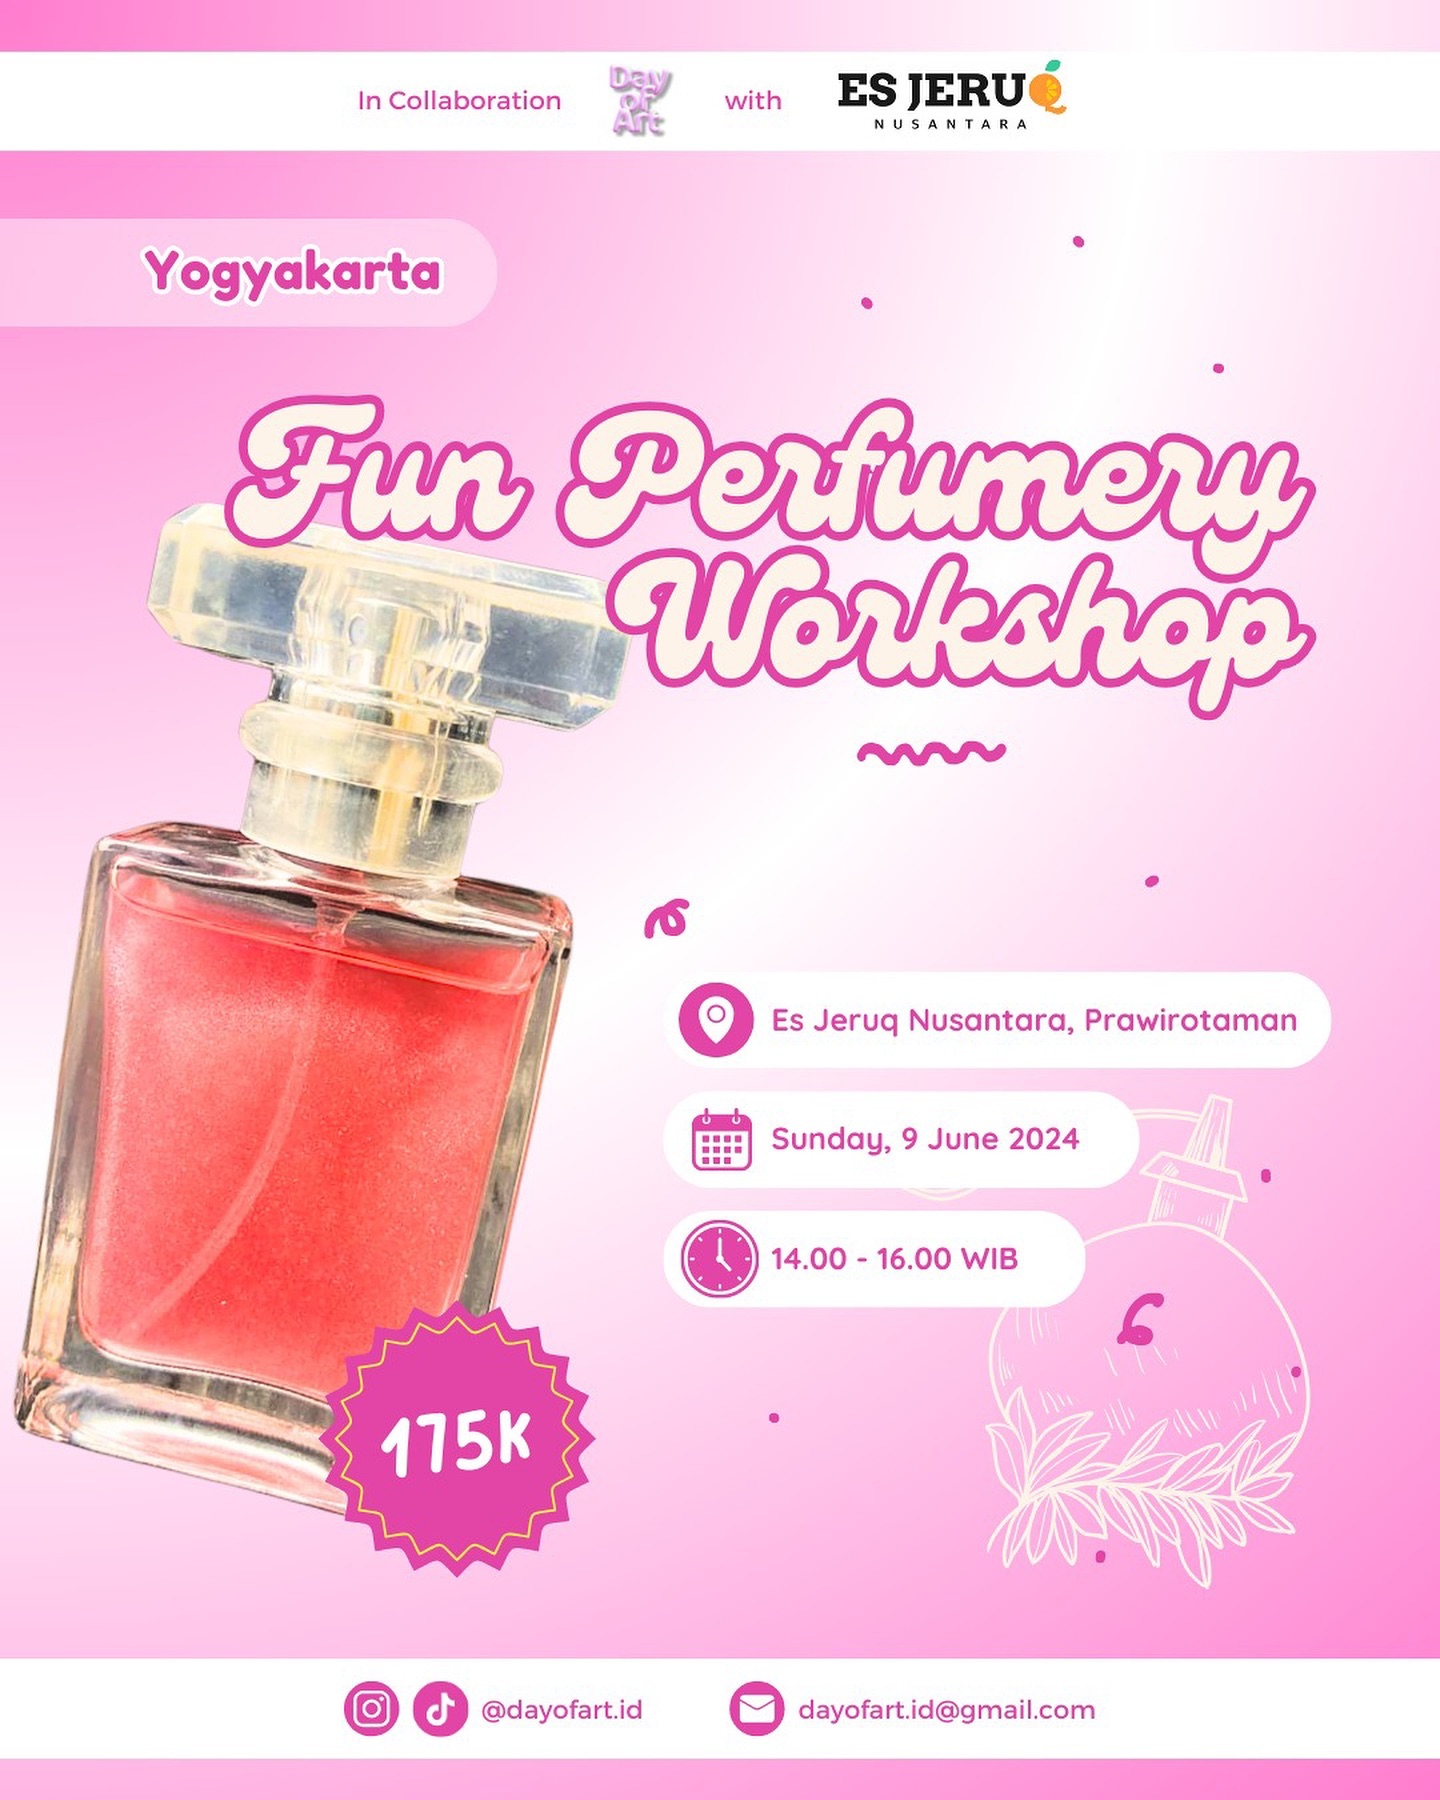 In Collaboration Day of Art with ES JERUQ NUSANTARA
Yogyakarta
Fun Perfumery
Workshop
Es Jeruq Nusantara, Prawirotaman
Sunday, 9 June 2024
14.00 - 16.00 WIB
175K
@dayofart.id dayofart.id@gmail.com